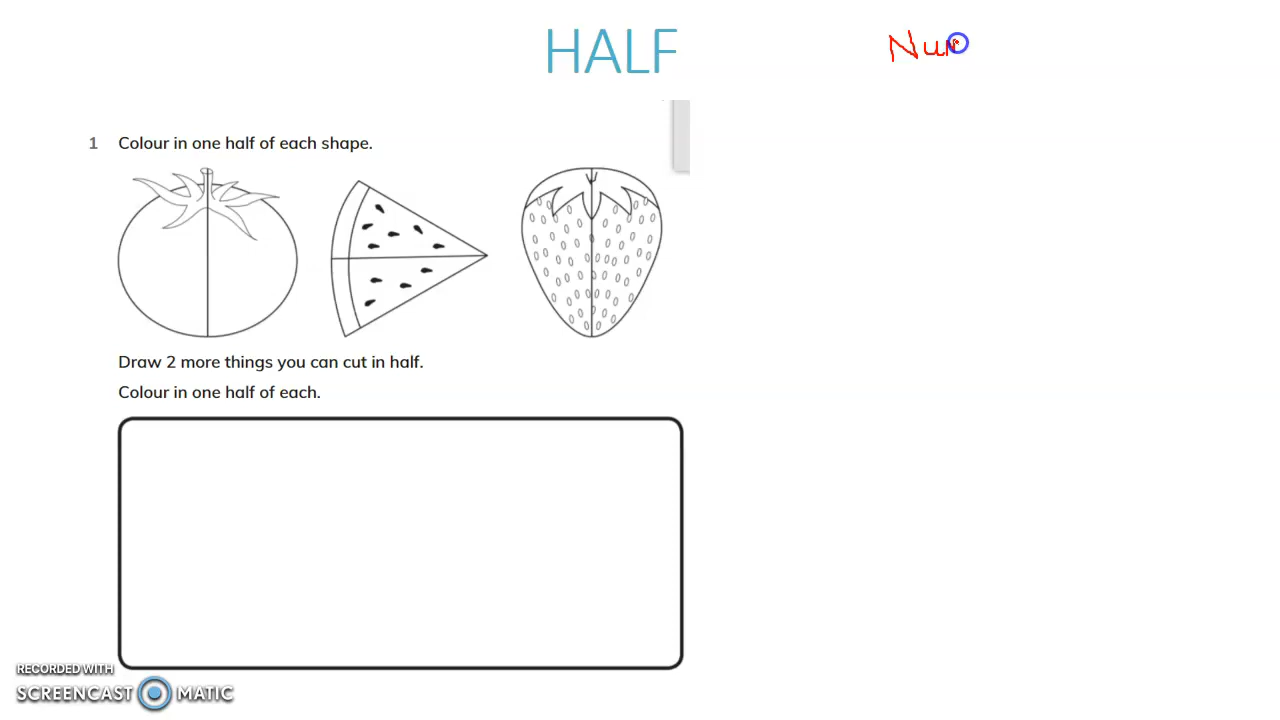 HALF
Nur
1 Colour in one half of each shape.
Draw 2 more things you can cut in half.
Colour in one half of each.
RECORDED WITH
SCREENCAST MATIC